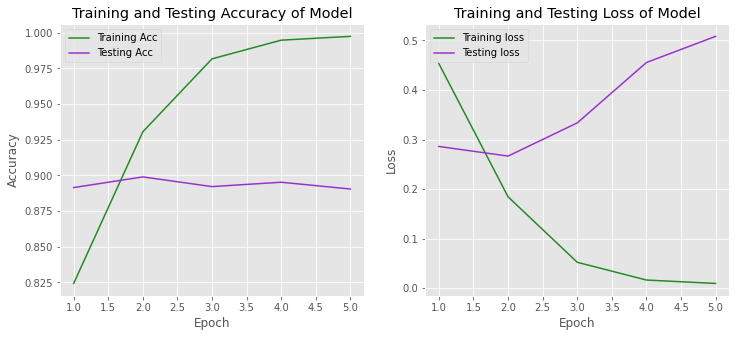 Training and Testing Accuracy of Model
Training Acc
Testing Acc
Accuracy
1.000
0.975
0.950
0.925
0.900
0.875
0.850
0.825
1.0 1.5 2.0 2.5 3.0 3.5 4.0 4.5 5.0
Epoch
Training and Testing Loss of Model
Training loss
Testing loss
Loss
0.5
0.4
0.3
0.2
0.1
0.0
1.0 1.5 2.0 2.5 3.0 3.5 4.0 4.5 5.0
Epoch